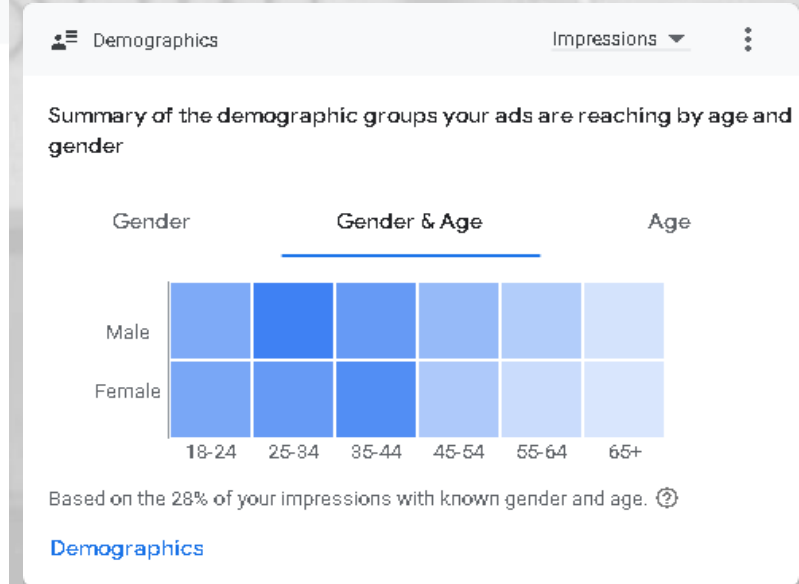 Demographics
Impressions
Summary of the demographic groups your ads are reaching by age and
gender
Gender Gender & Age Age
Male
Female
18-24 25-34 35-44 45-54 55-64 65+
Based on the 28% of your impressions with known gender and age.
Demographics